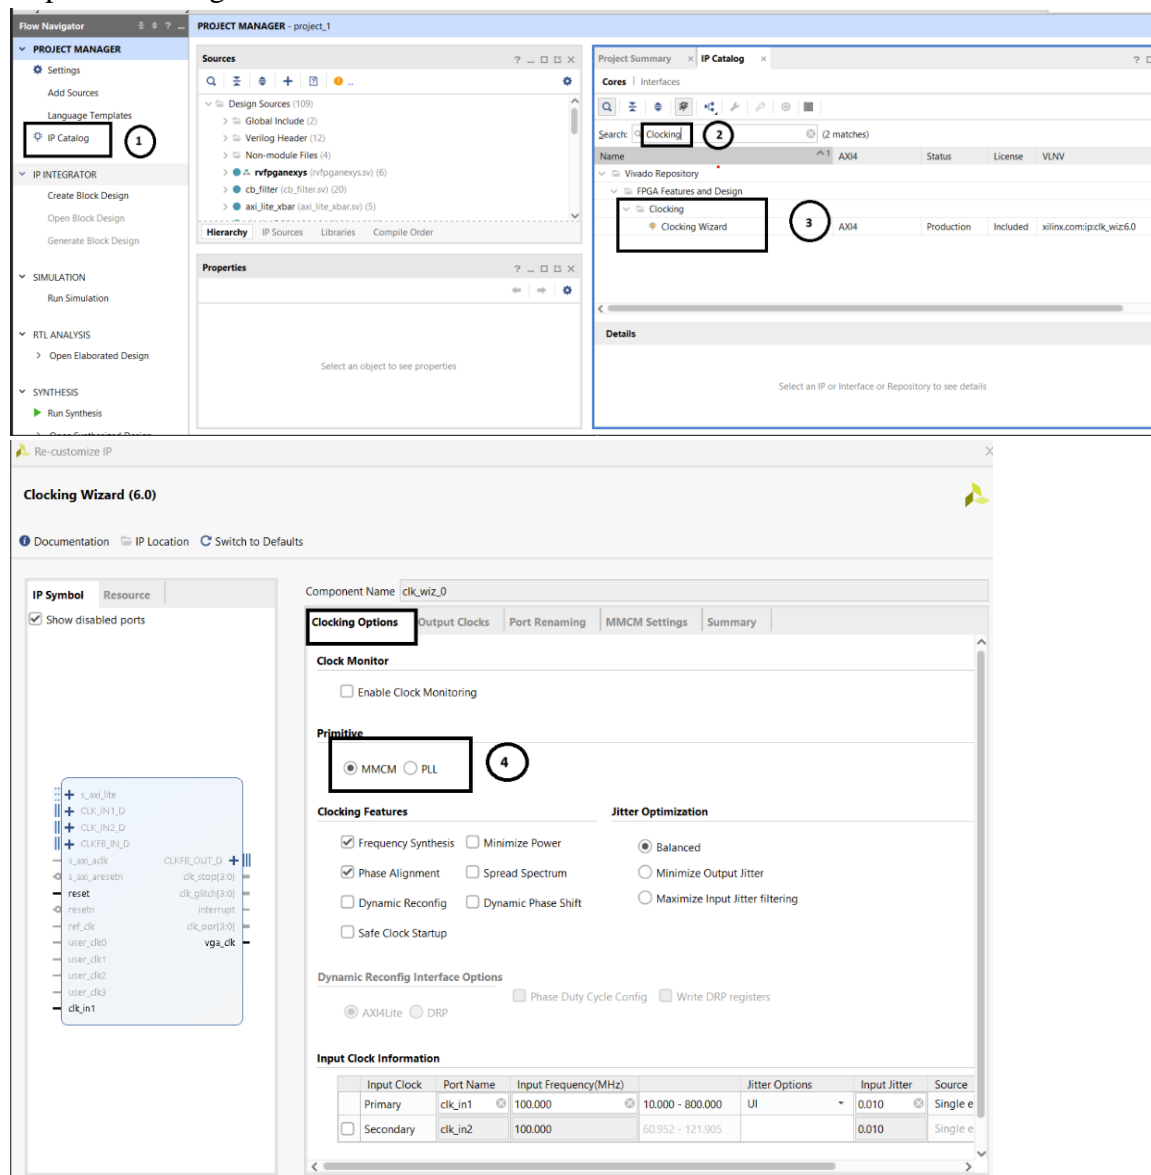 Flow Navigator
PROJECT MANAGER - project_1
PROJECT MANAGER
Settings
Add Sources
Language Templates
IP Catalog
1
IP INTEGRATOR
Create Block Design
Open Block Design
Generate Block Design
SIMULATION
Run Simulation
RTL ANALYSIS
Open Elaborated Design
SYNTHESIS
Run Synthesis
Sources
Design Sources (109)
Global Include (2)
Verilog Header (12)
Non-module Files (4)
rvfpganexys (rvfpganexys.sv) (6)
cb_filter (cb_filter.sv) (20)
axi_lite_xbar (axi_lite_xbar.sv) (5)
Hierarchy IP Sources Libraries Compile Order
Properties
Select an object to see properties
Project Summary × IP Catalog ×
Cores | Interfaces
Search: Clocking 2 (2 matches)
Name ^1 AXI4 Status License VLNV
Vivado Repository
FPGA Features and Design
Clocking
3
Clocking Wizard AXI4 Production Included xilinx.com:ip:clk_wiz:6.0
Details
Select an IP or Interface or Repository to see details
Re-customize IP
Clocking Wizard (6.0)
Documentation IP Location Switch to Defaults
IP Symbol Resource
Show disabled ports
s_axi_lite
CLK_IN1_D
CLK_IN2_D
CLKFB_IN_D
s_axi_aclk CLKFB_OUT_D
s_axi_aresetn clk_stop[3:0]
reset clk_glitch[3:0]
resetn interrupt
ref_clk clk_oor[3:0]
user_clk0 vga_clk
user_clk1
user_clk2
user_clk3
clk_in1
Component Name clk_wiz_0
Clocking Options Output Clocks Port Renaming MMCM Settings Summary
Clock Monitor
Enable Clock Monitoring
Primitive
MMCM PLL
4
Clocking Features Jitter Optimization
Frequency Synthesis Minimize Power Balanced
Phase Alignment Spread Spectrum Minimize Output Jitter
Dynamic Reconfig Dynamic Phase Shift Maximize Input Jitter filtering
Safe Clock Startup
Dynamic Reconfig Interface Options
Phase Duty Cycle Config Write DRP registers
AXI4Lite DRP
Input Clock Information
Input Clock Port Name Input Frequency(MHz) Jitter Options Input Jitter Source
Primary clk_in1 100.000 10.000 - 800.000 UI 0.010 Single e
Secondary clk_in2 100.000 60.952 - 121.905 0.010 Single e